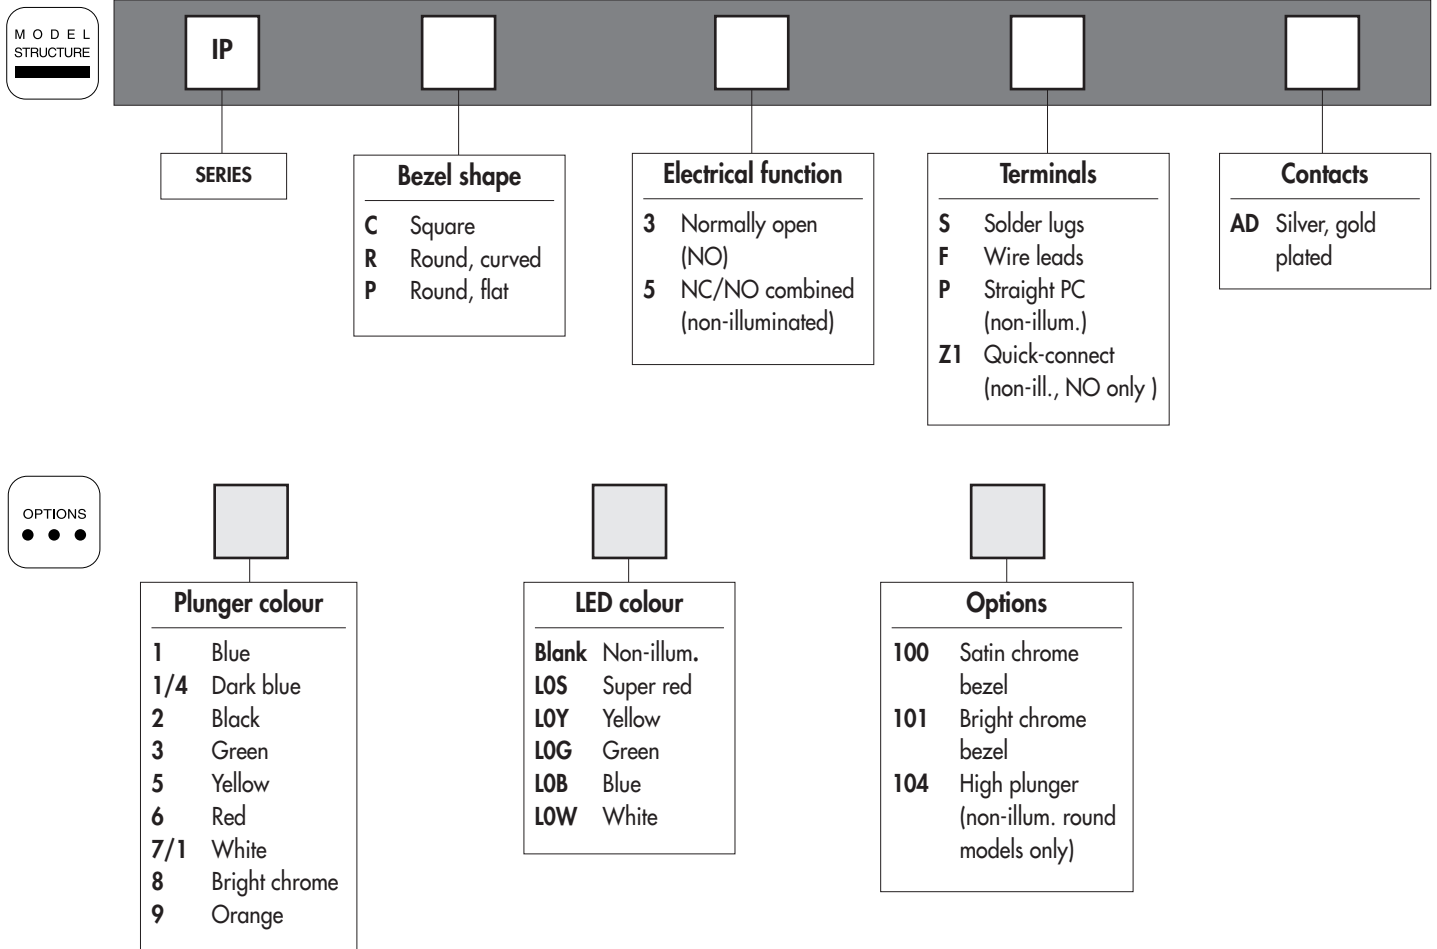 MODEL
STRUCTURE
IP
SERIES
Bezel shape
C Square
R Round, curved
P Round, flat
Electrical function
3 Normally open
(NO)
5 NC/NO combined
(non-illuminated)
Terminals
S Solder lugs
F Wire leads
P Straight PC
(non-illum.)
Z1 Quick-connect
(non-ill., NO only )
Contacts
AD Silver, gold
plated
OPTIONS
Plunger colour
1 Blue
1/4 Dark blue
2 Black
3 Green
5 Yellow
6 Red
7/1 White
8 Bright chrome
9 Orange
LED colour
Blank Non-illum.
L0S Super red
L0Y Yellow
L0G Green
L0B Blue
L0W White
Options
100 Satin chrome
bezel
101 Bright chrome
bezel
104 High plunger
(non-illum. round
models only)